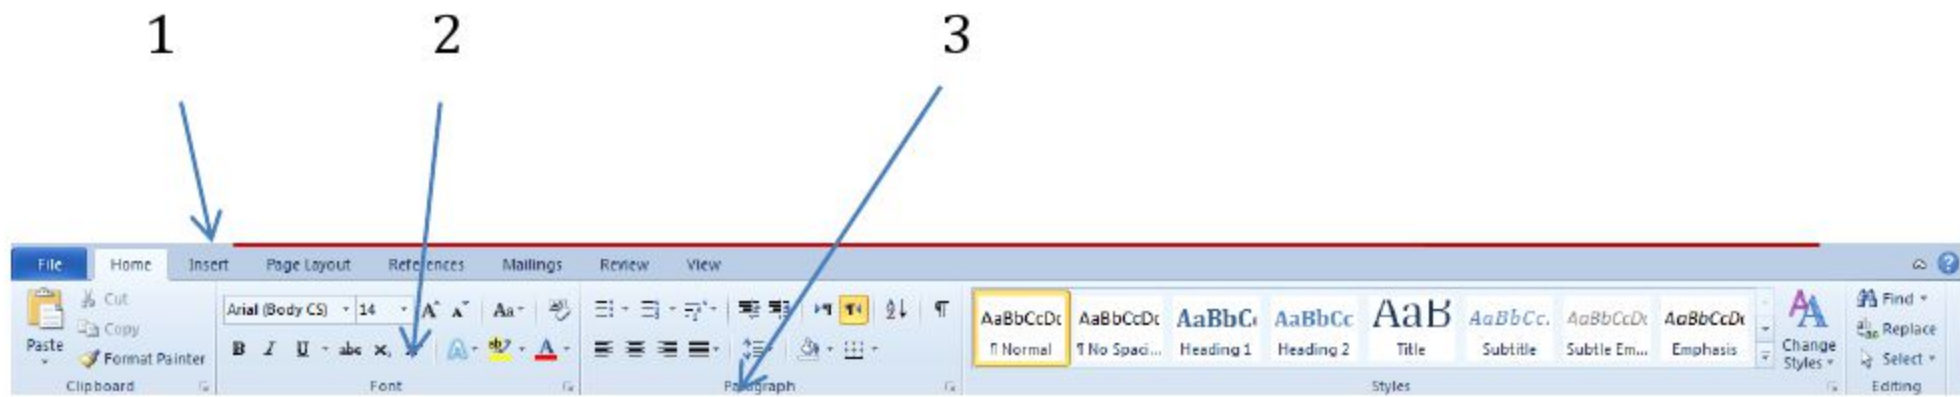 1 2 3
File Home Insert Page Layout References Mailings Review View
Cut
Copy
Format Painter
Paste
Clipboard
Arial (Body CS) 14 A A Aa
B I U abc x, A A
Font
¶
Paragraph
AaBbCcDc AaBbCcDc AaBbCc AaBbCc AaB AaBbCc. AaBbCcDc AaBbCcDc
¶ Normal ¶ No Spaci... Heading 1 Heading 2 Title Subtitle Subtle Em... Emphasis
Styles
Change
Styles
Find
Replace
Select
Editing